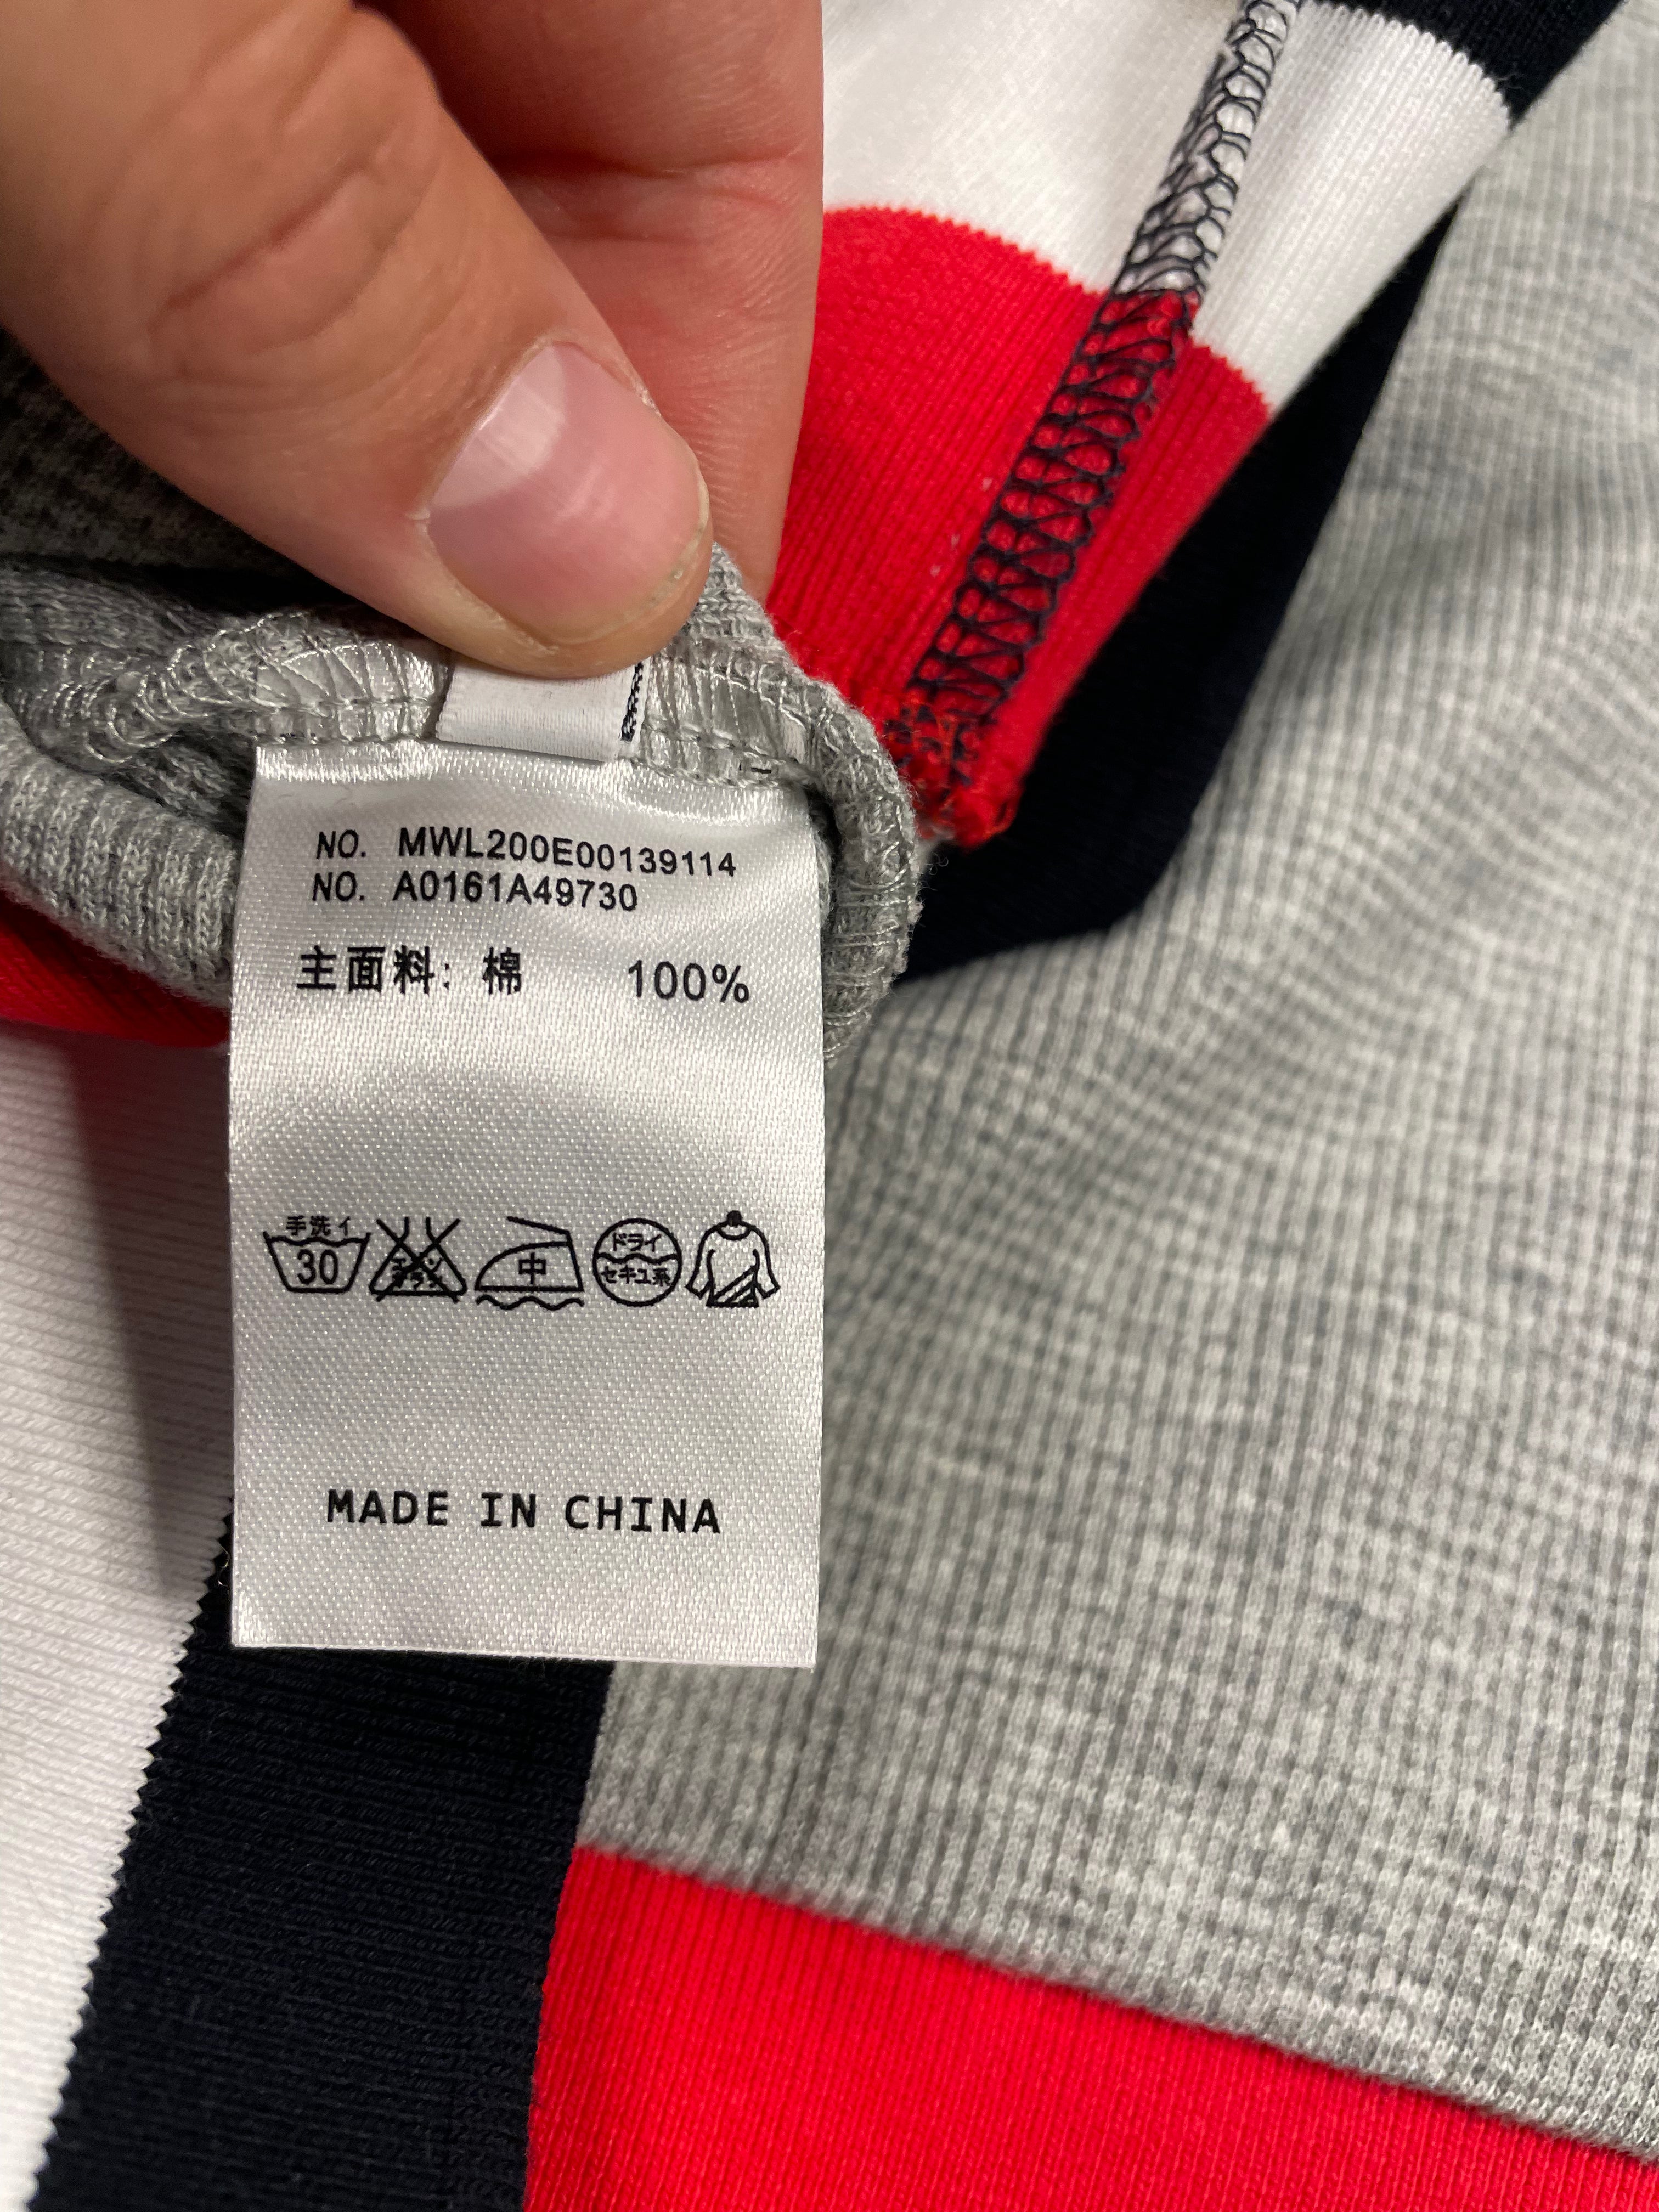 NO. MWL200E00139114
NO. A0161A49730
主面料: 棉 100%
手洗イ
30
中
ドライ
セキユ系
MADE IN CHINA